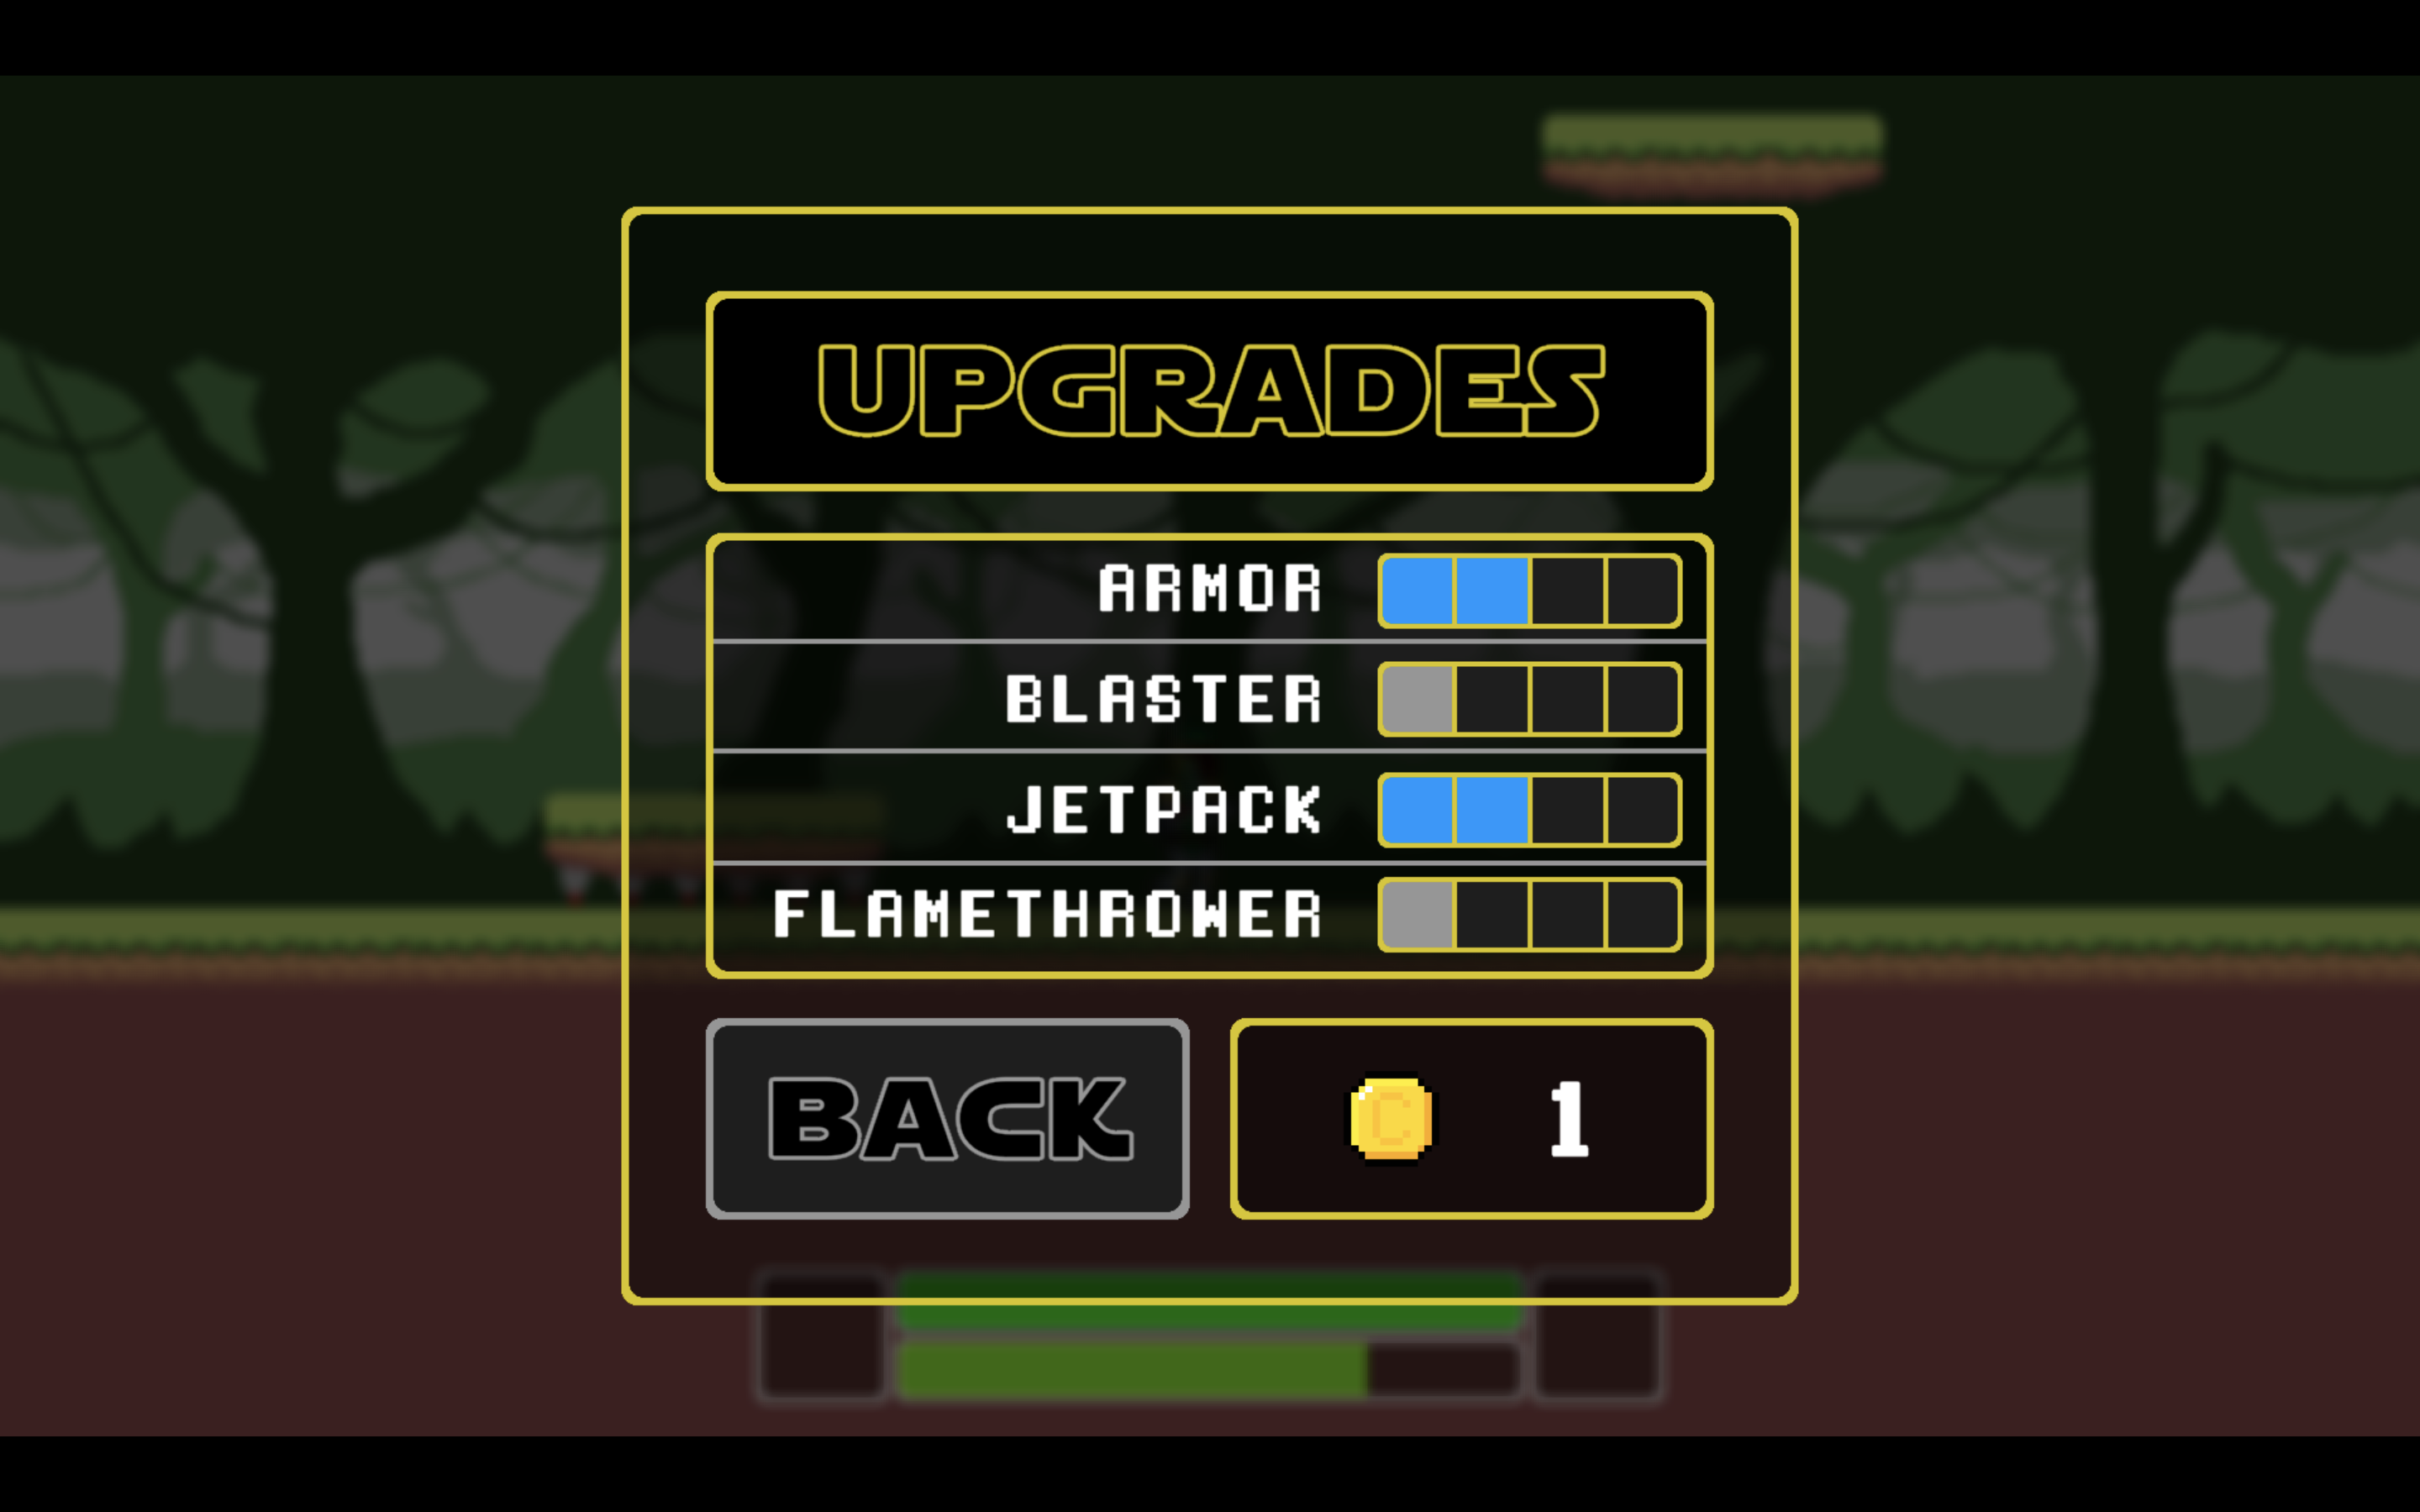 UPGRADES
ARMOR
BLASTER
JETPACK
FLAMETHROWER
BACK
1